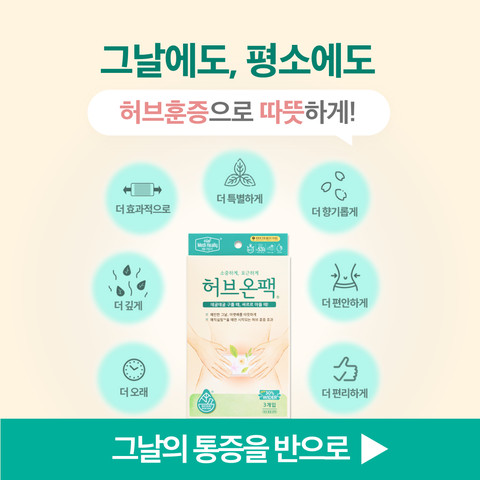 그날에도, 평소에도
허브훈증으로 따뜻하게!
더 효과적으로
더 특별하게
더 향기롭게
더 깊게
더 편안하게
더 오래
더 편리하게
소중하게, 포근하게
허브온팩
그날의 통증을 반으로